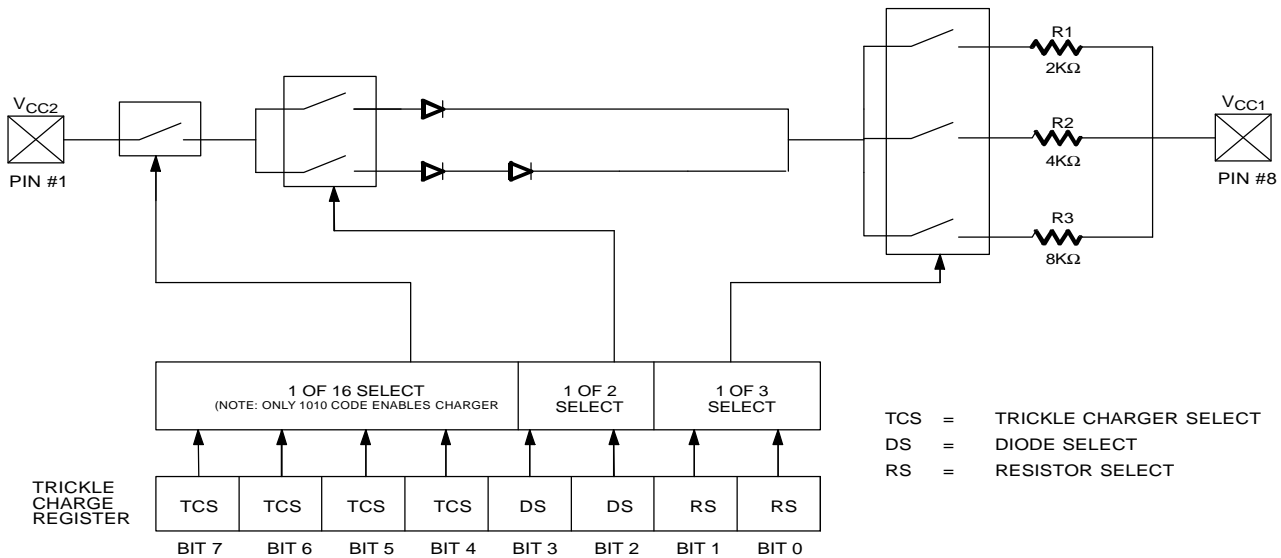 R1
2KΩ
VCC2
PIN #1
R2
4KΩ
VCC1
PIN #8
R3
8KΩ
1 OF 16 SELECT
(NOTE: ONLY 1010 CODE ENABLES CHARGER
1 OF 2
SELECT
1 OF 3
SELECT
TCS = TRICKLE CHARGER SELECT
DS = DIODE SELECT
RS = RESISTOR SELECT
TRICKLE
CHARGE
REGISTER
TCS TCS TCS TCS DS DS RS RS
BIT 7 BIT 6 BIT 5 BIT 4 BIT 3 BIT 2 BIT 1 BIT 0